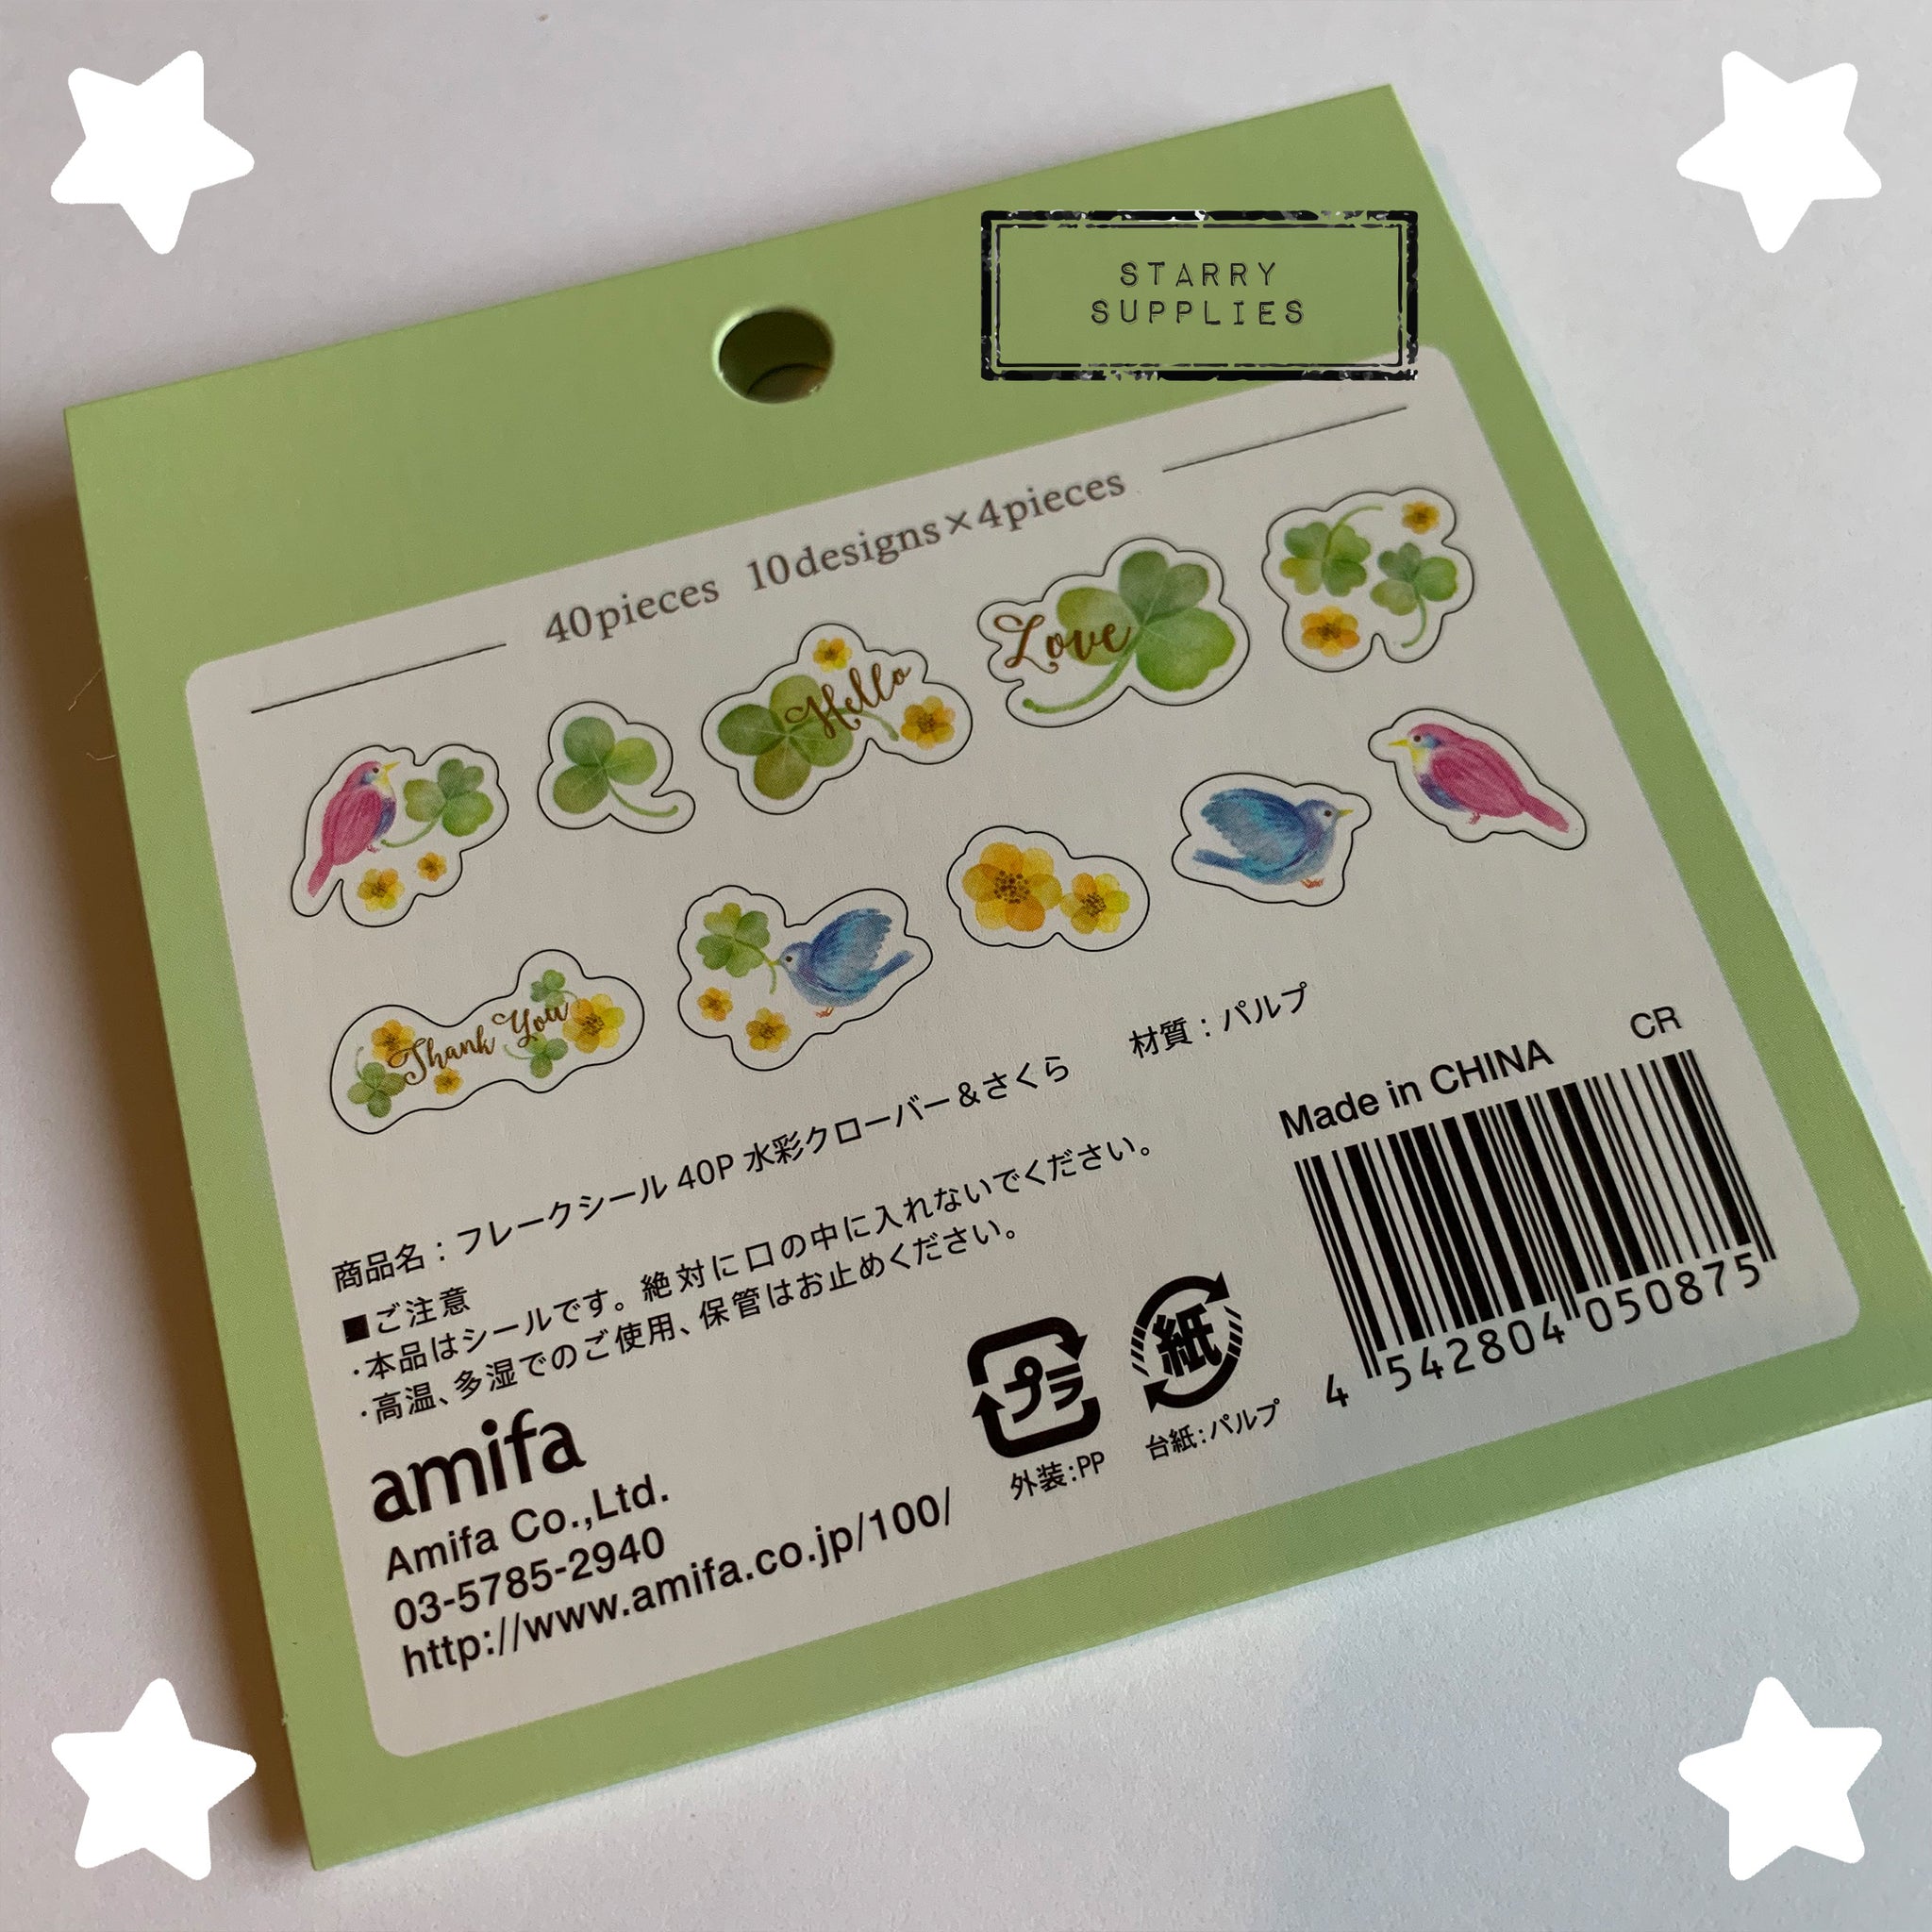 STARRY
SUPPLIES
40pieces 10designs×4pieces
Hello
Love
Thank You
商品名：フレークシール 40P 水彩クローバー＆さくら 材質：パルプ
■ご注意
・本品はシールです。絶対に口の中に入れないでください。
・高温、多湿でのご使用、保管はお止めください。
amifa
Amifa Co.,Ltd.
03-5785-2940
http://www.amifa.co.jp/100/
プラ
外装:PP
紙
台紙:パルプ
Made in CHINA CR
4 542804 050875